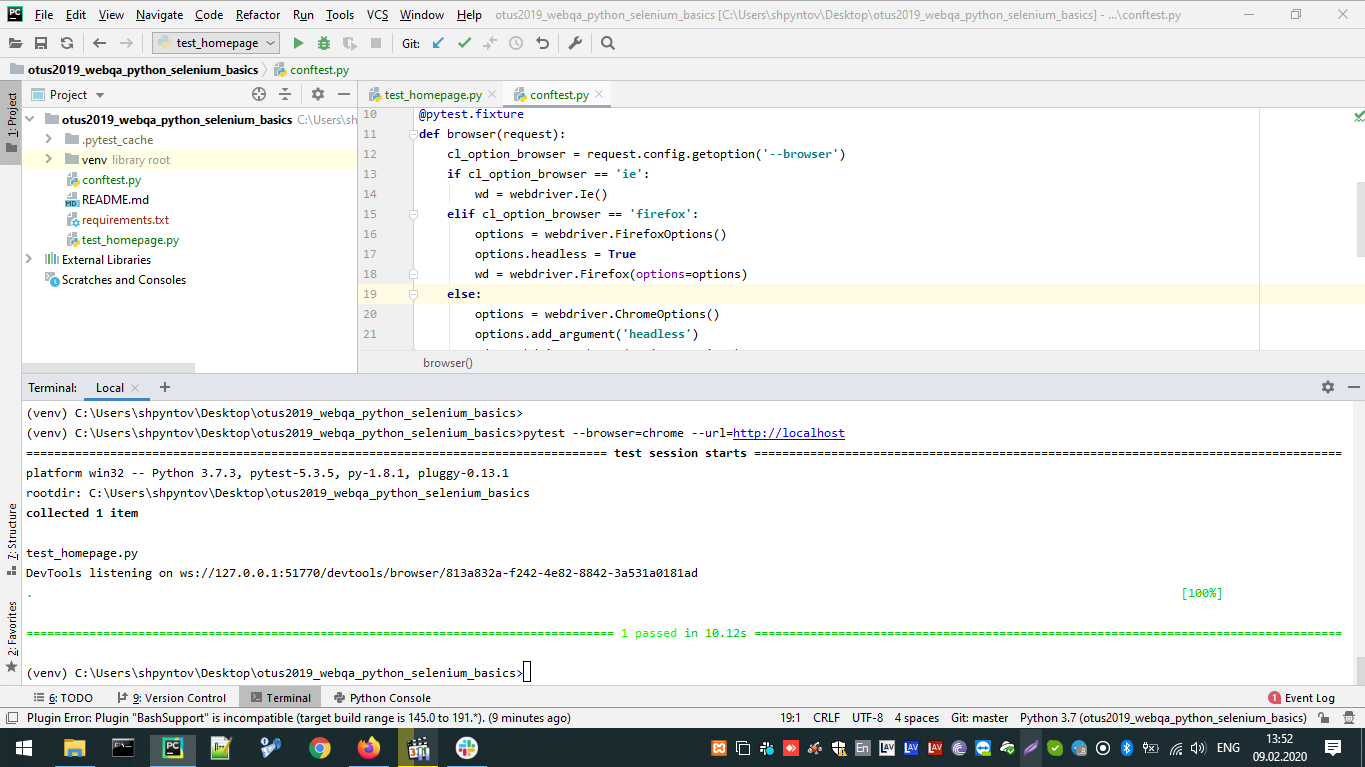 File Edit View Navigate Code Refactor Run Tools VCS Window Help otus2019_webqa_python_selenium_basics [C:\Users\shpyntov\Desktop\otus2019_webqa_python_selenium_basics] - ...\conftest.py
test_homepage Git:
otus2019_webqa_python_selenium_basics conftest.py
1: Project
Project
test_homepage.py conftest.py
otus2019_webqa_python_selenium_basics C:\Users\sh
.pytest_cache
venv library root
conftest.py
README.md
requirements.txt
test_homepage.py
External Libraries
Scratches and Consoles
10 @pytest.fixture
11 def browser(request):
12 cl_option_browser = request.config.getoption('--browser')
13 if cl_option_browser == 'ie':
14 wd = webdriver.Ie()
15 elif cl_option_browser == 'firefox':
16 options = webdriver.FirefoxOptions()
17 options.headless = True
18 wd = webdriver.Firefox(options=options)
19 else:
20 options = webdriver.ChromeOptions()
21 options.add_argument('headless')
browser()
Terminal: Local
(venv) C:\Users\shpyntov\Desktop\otus2019_webqa_python_selenium_basics>
(venv) C:\Users\shpyntov\Desktop\otus2019_webqa_python_selenium_basics>pytest --browser=chrome --url=http://localhost
=================================================================================== test session starts ====================================================================================
platform win32 -- Python 3.7.3, pytest-5.3.5, py-1.8.1, pluggy-0.13.1
rootdir: C:\Users\shpyntov\Desktop\otus2019_webqa_python_selenium_basics
collected 1 item
test_homepage.py
DevTools listening on ws://127.0.0.1:51770/devtools/browser/813a832a-f242-4e82-8842-3a531a0181ad
. [100%]
==================================================================================== 1 passed in 10.12s ====================================================================================
(venv) C:\Users\shpyntov\Desktop\otus2019_webqa_python_selenium_basics>
7: Structure
2: Favorites
6: TODO 9: Version Control Terminal Python Console 1 Event Log
Plugin Error: Plugin "BashSupport" is incompatible (target build range is 145.0 to 191.*). (9 minutes ago) 19:1 CRLF UTF-8 4 spaces Git: master Python 3.7 (otus2019_webqa_python_selenium_basics)
En LAV LAV LAV ENG 13:52
09.02.2020